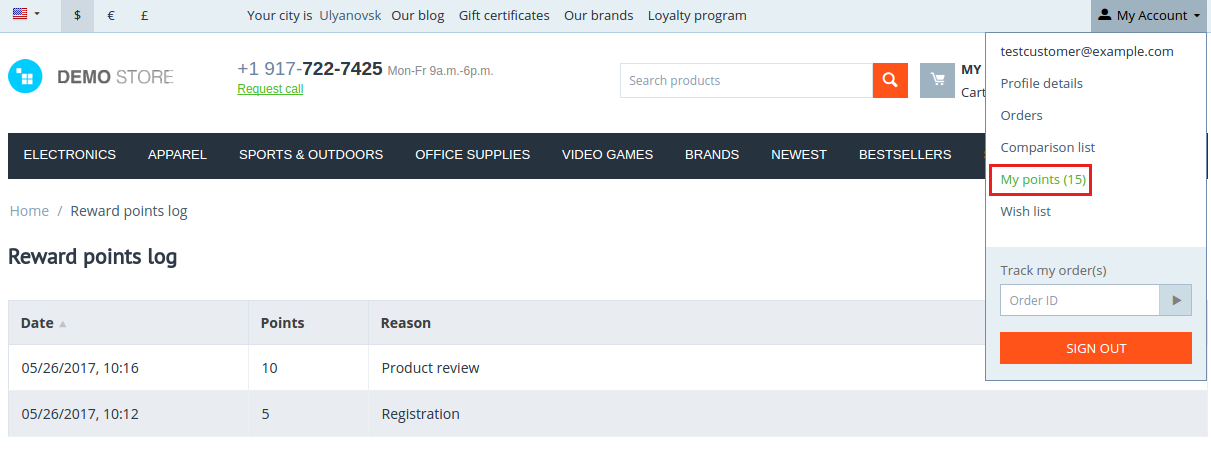 $ € £ Your city is Ulyanovsk Our blog Gift certificates Our brands Loyalty program My Account
testcustomer@example.com
Profile details
Orders
Comparison list
My points (15)
Wish list
Track my order(s)
Order ID
SIGN OUT
DEMO STORE
+1 917-722-7425 Mon-Fr 9a.m.-6p.m.
Request call
Search products
MY
Cart
ELECTRONICS APPAREL SPORTS & OUTDOORS OFFICE SUPPLIES VIDEO GAMES BRANDS NEWEST BESTSELLERS
Home / Reward points log
Reward points log
Date Points Reason
05/26/2017, 10:16 10 Product review
05/26/2017, 10:12 5 Registration